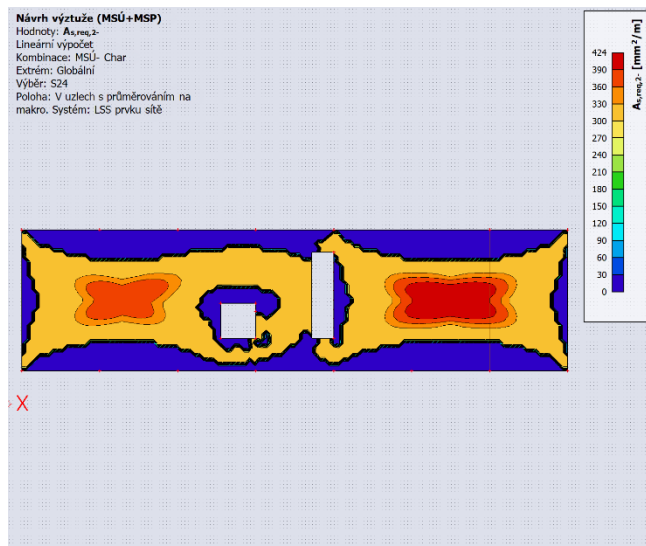 Návrh výztuže (MSÚ+MSP)
Hodnoty: As,req,2-
Lineární výpočet
Kombinace: MSÚ- Char
Extrém: Globální
Výběr: S24
Poloha: V uzlech s průměrováním na
makro. Systém: LSS prvku sítě
424
390
360
330
300
270
240
210
180
150
120
90
60
30
0
As,req,2- [mm²/m]
X